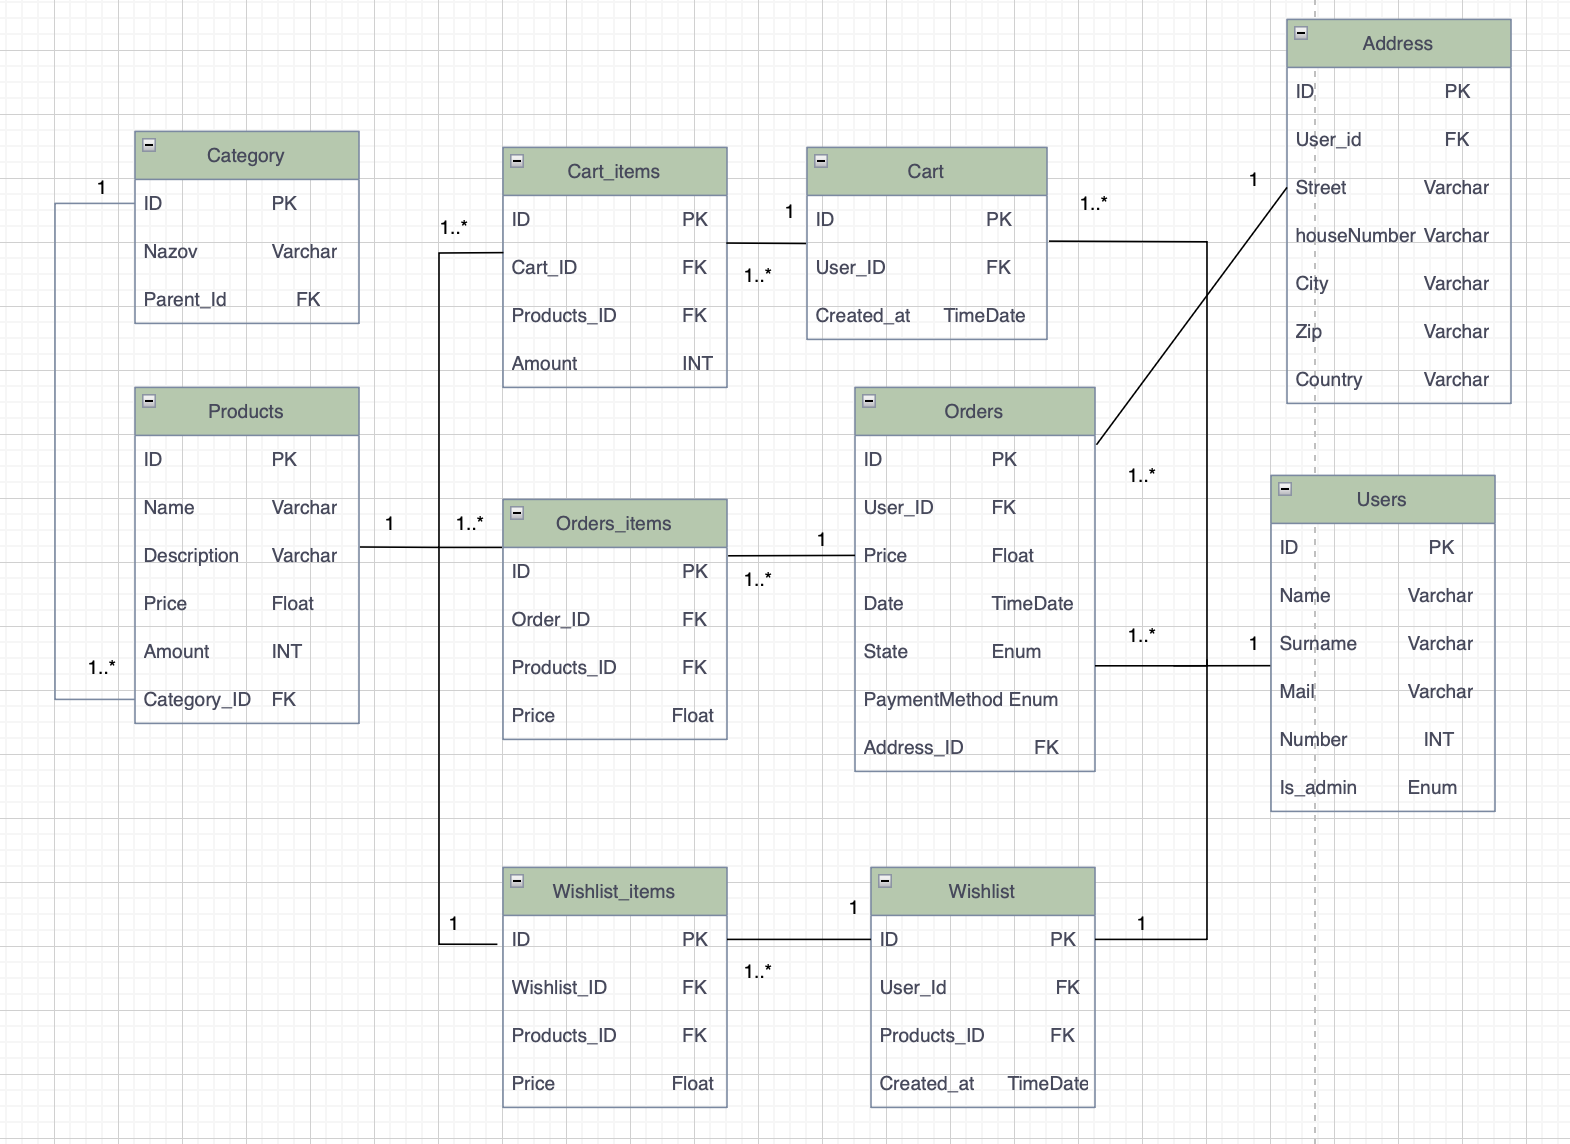 Category
ID PK
Nazov Varchar
Parent_Id FK
1
Products
ID PK
Name Varchar
Description Varchar
Price Float
Amount INT
Category_ID FK
1..*
1
1..*
Cart_items
ID PK
Cart_ID FK
Products_ID FK
Amount INT
1..*
1
1..*
Cart
ID PK
User_ID FK
Created_at TimeDate
1..*
Orders_items
ID PK
Order_ID FK
Products_ID FK
Price Float
1
1..*
Orders
ID PK
User_ID FK
Price Float
Date TimeDate
State Enum
PaymentMethod Enum
Address_ID FK
1..*
1..*
1
Address
ID PK
User_id FK
Street Varchar
houseNumber Varchar
City Varchar
Zip Varchar
Country Varchar
1
Users
ID PK
Name Varchar
Surname Varchar
Mail Varchar
Number INT
Is_admin Enum
1
Wishlist_items
ID PK
Wishlist_ID FK
Products_ID FK
Price Float
1
1..*
Wishlist
ID PK
User_Id FK
Products_ID FK
Created_at TimeDate
1